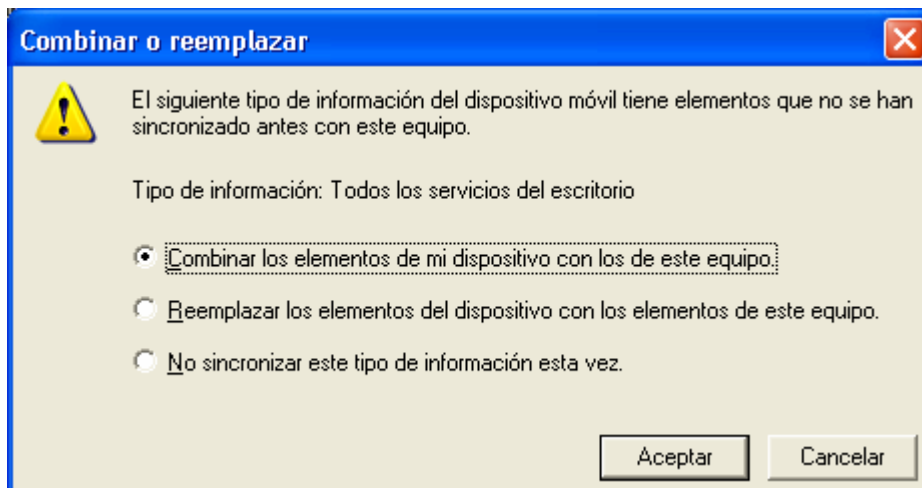 Combinar o reemplazar
El siguiente tipo de información del dispositivo móvil tiene elementos que no se han
sincronizado antes con este equipo.
Tipo de información: Todos los servicios del escritorio
Combinar los elementos de mi dispositivo con los de este equipo.
Reemplazar los elementos del dispositivo con los elementos de este equipo.
No sincronizar este tipo de información esta vez.
Aceptar
Cancelar